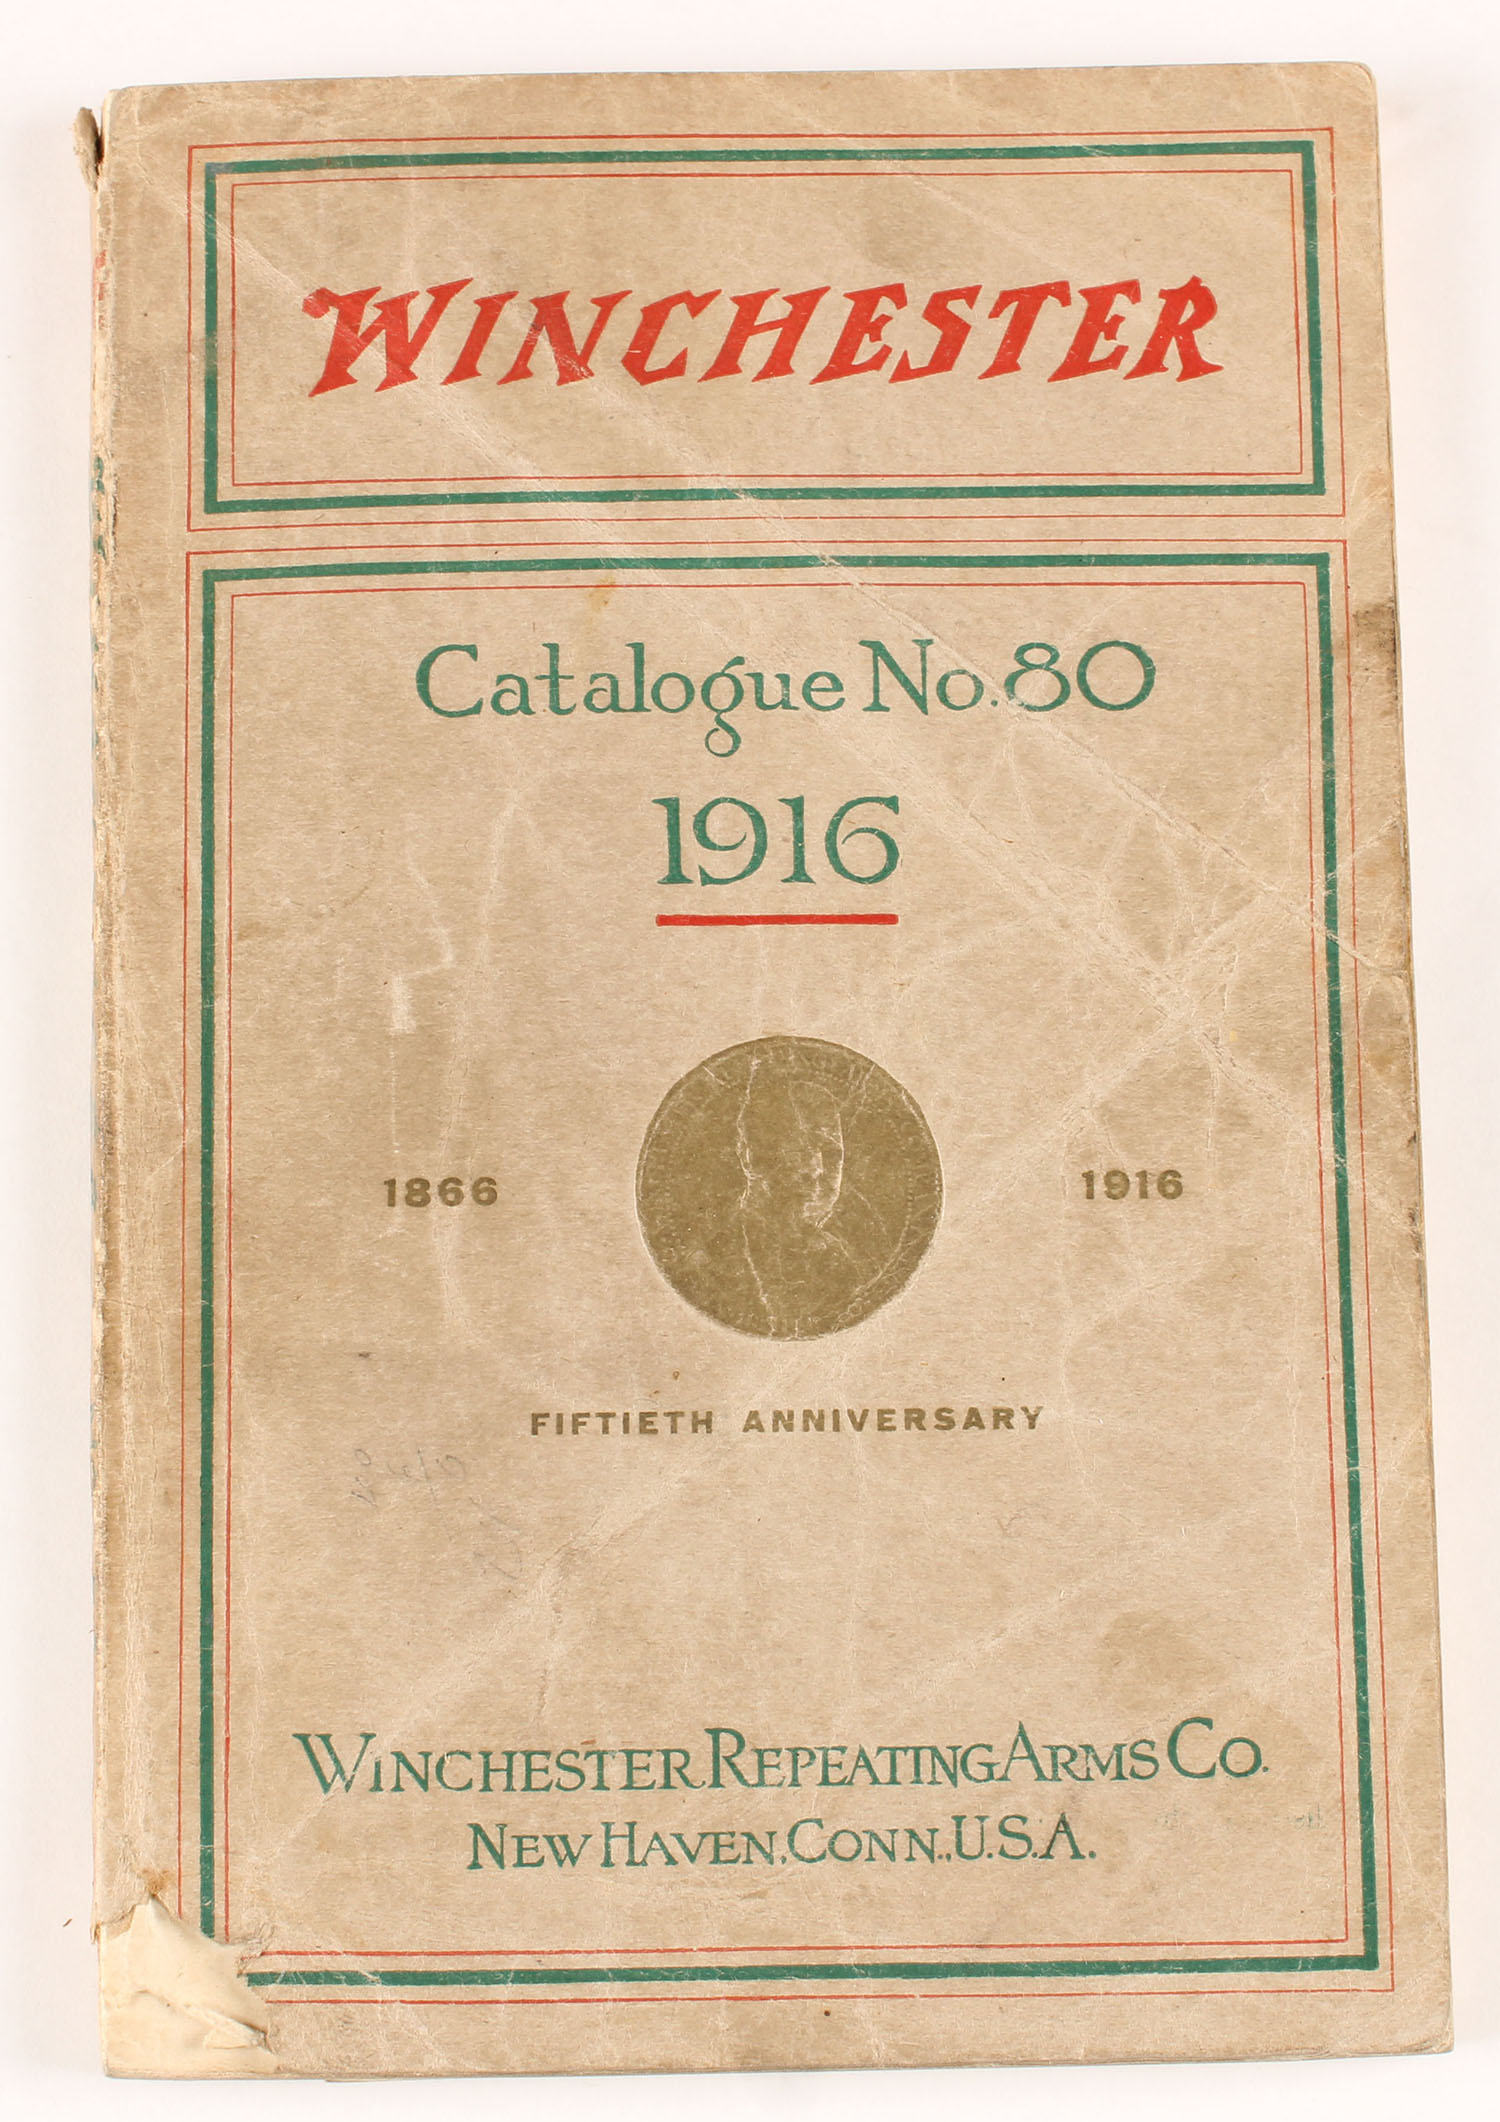 WINCHESTER
Catalogue No. 80
1916
1866
1916
FIFTIETH ANNIVERSARY
WINCHESTER REPEATING ARMS CO.
NEW HAVEN, CONN., U.S.A.